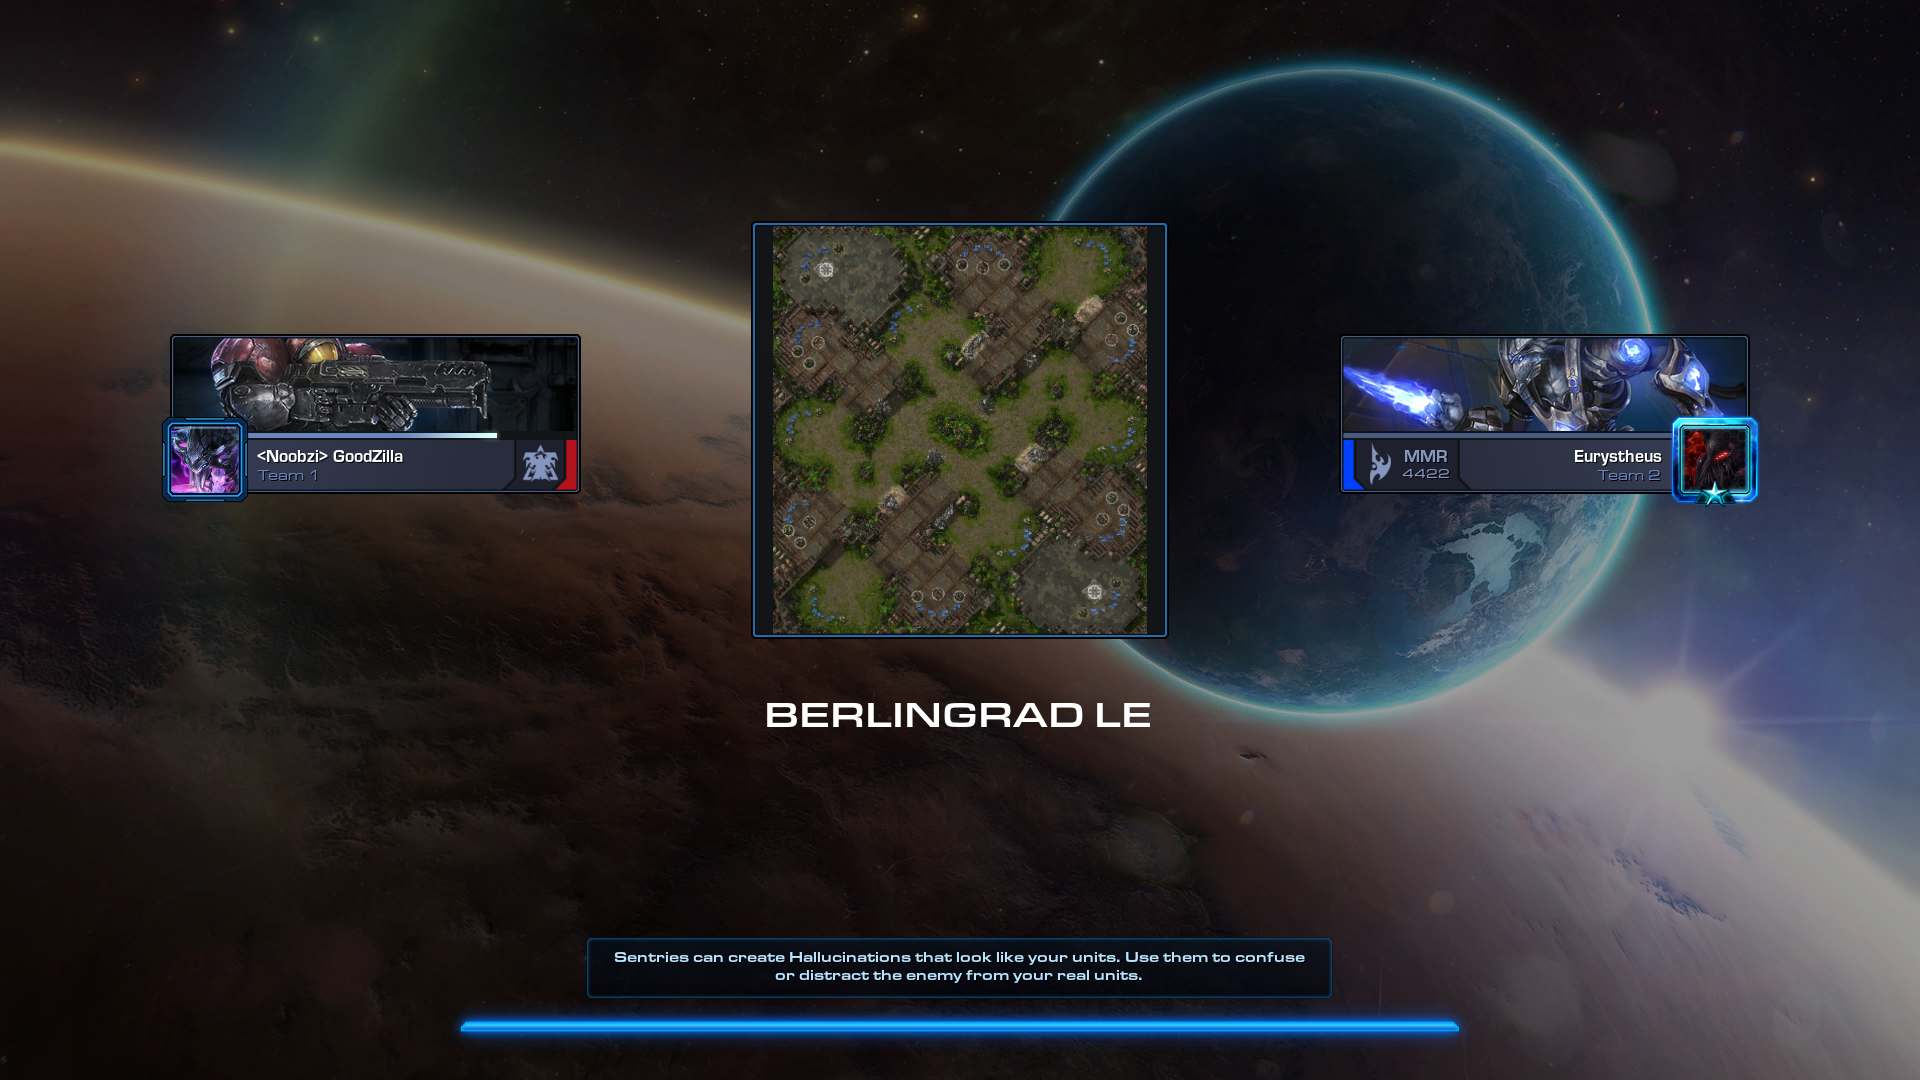 <Noobzi> GoodZilla
Team 1
MMR
4422
Eurystheus
Team 2
BERLINGRAD LE
Sentries can create Hallucinations that look like your units. Use them to confuse
or distract the enemy from your real units.